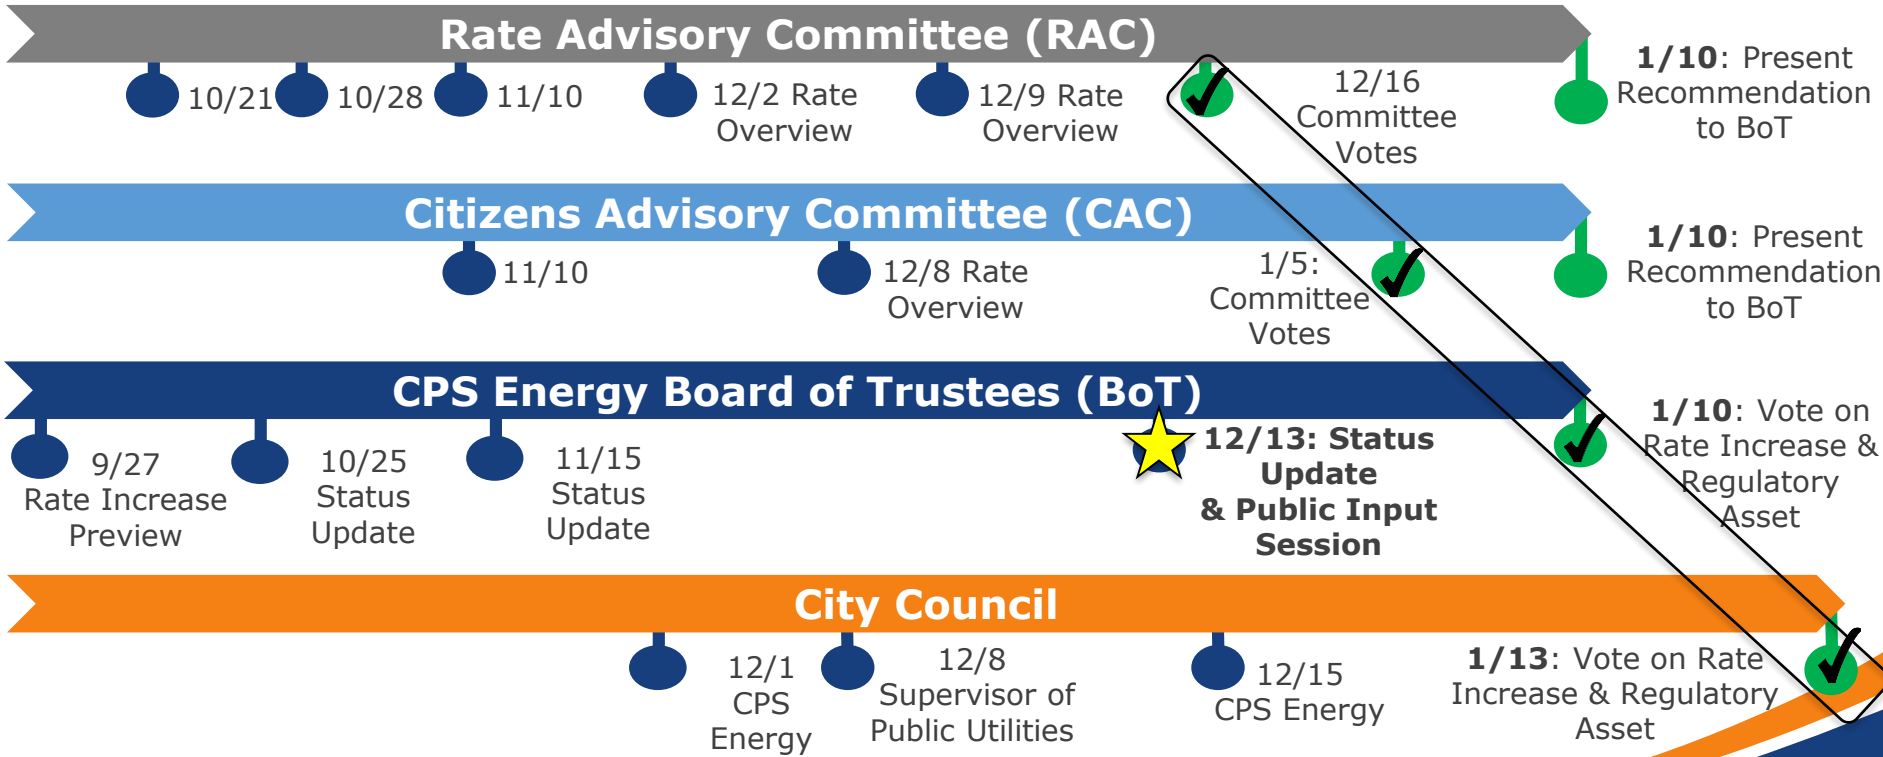 Rate Advisory Committee (RAC)
10/21
10/28
11/10
12/2 Rate
Overview
12/9 Rate
Overview
12/16
Committee
Votes
1/10: Present
Recommendation
to BoT
Citizens Advisory Committee (CAC)
11/10
12/8 Rate
Overview
1/5:
Committee
Votes
1/10: Present
Recommendation
to BoT
CPS Energy Board of Trustees (BoT)
9/27
Rate Increase
Preview
10/25
Status
Update
11/15
Status
Update
12/13: Status
Update
& Public Input
Session
1/10: Vote on
Rate Increase &
Regulatory
Asset
City Council
12/1
CPS
Energy
12/8
Supervisor of
Public Utilities
12/15
CPS Energy
1/13: Vote on Rate
Increase & Regulatory
Asset